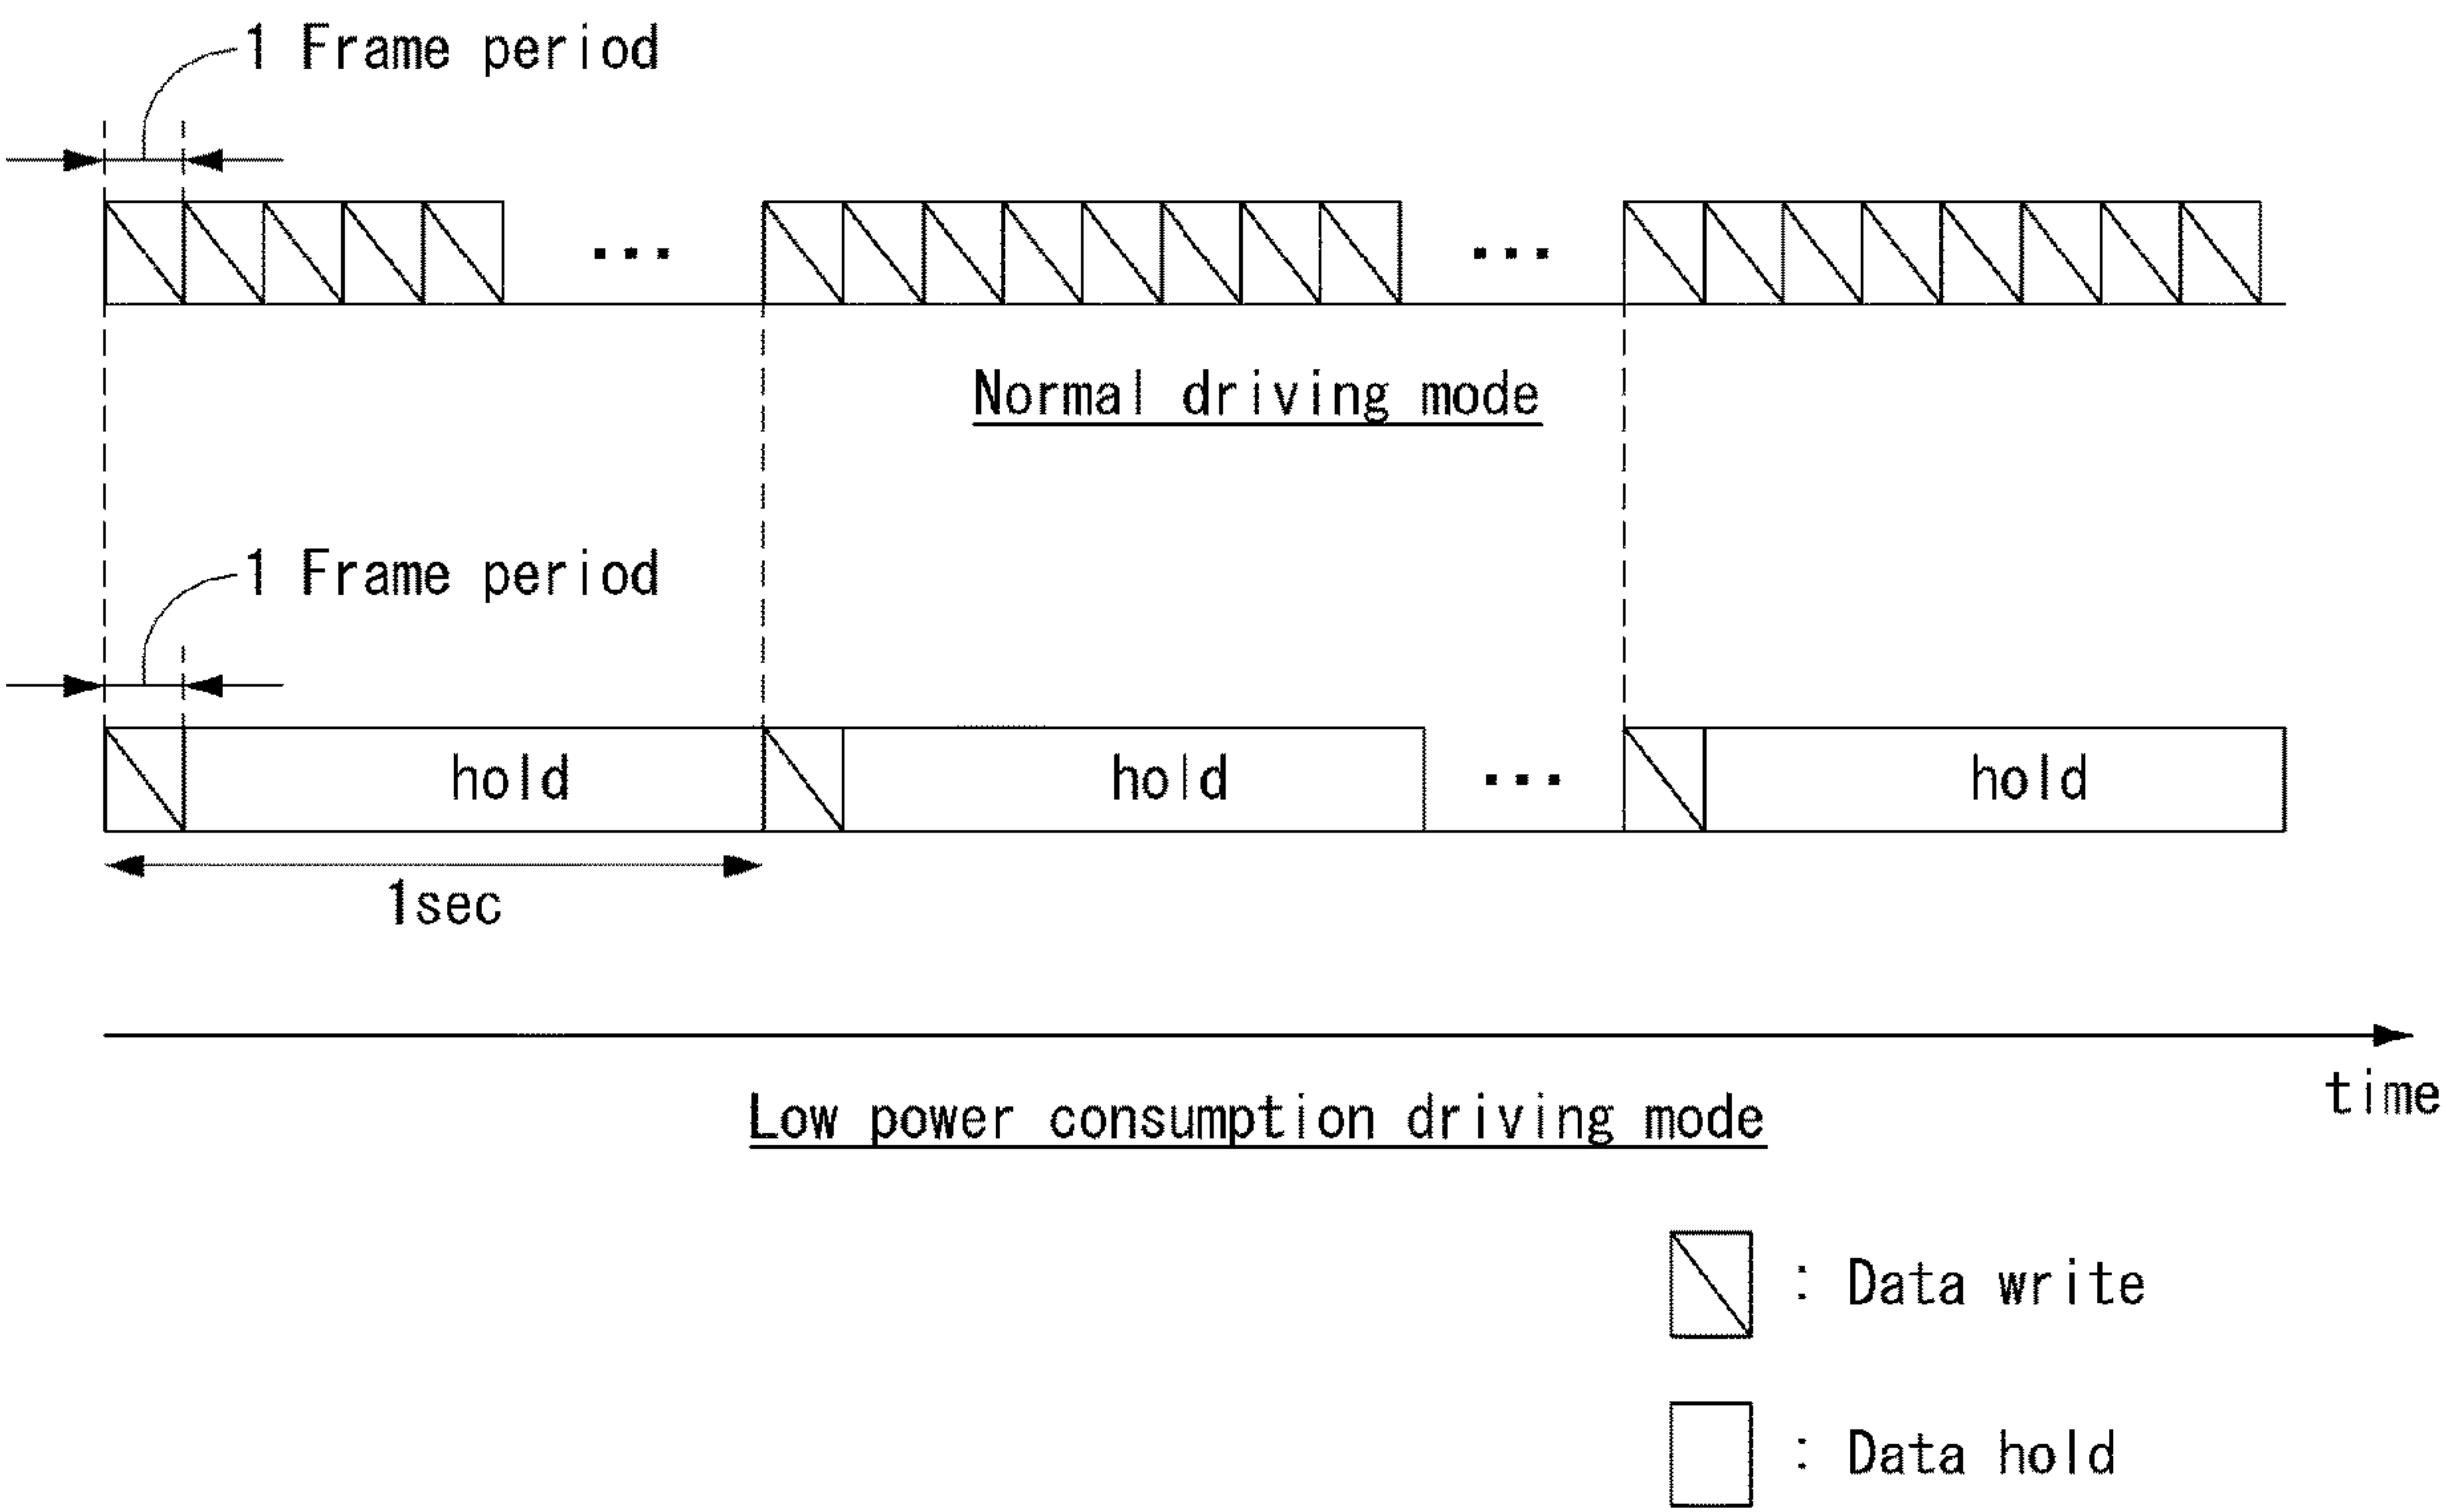 1 Frame period
...
...
Normal driving mode
1 Frame period
hold
hold
...
hold
1sec
time
Low power consumption driving mode
: Data write
: Data hold